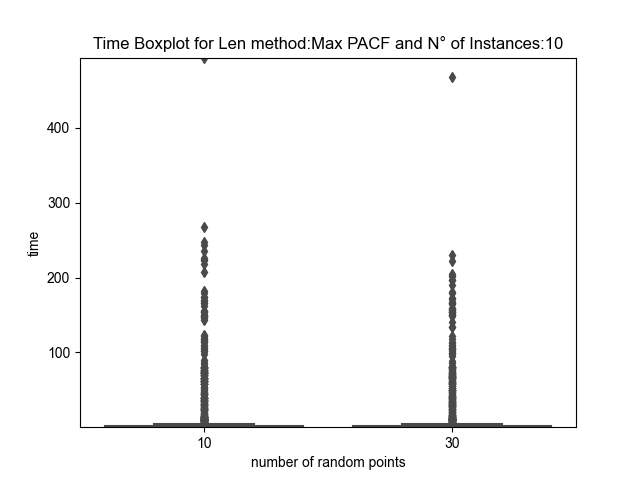 Time Boxplot for Len method:Max PACF and N° of Instances:10
400
300
200
100
time
10 30
number of random points